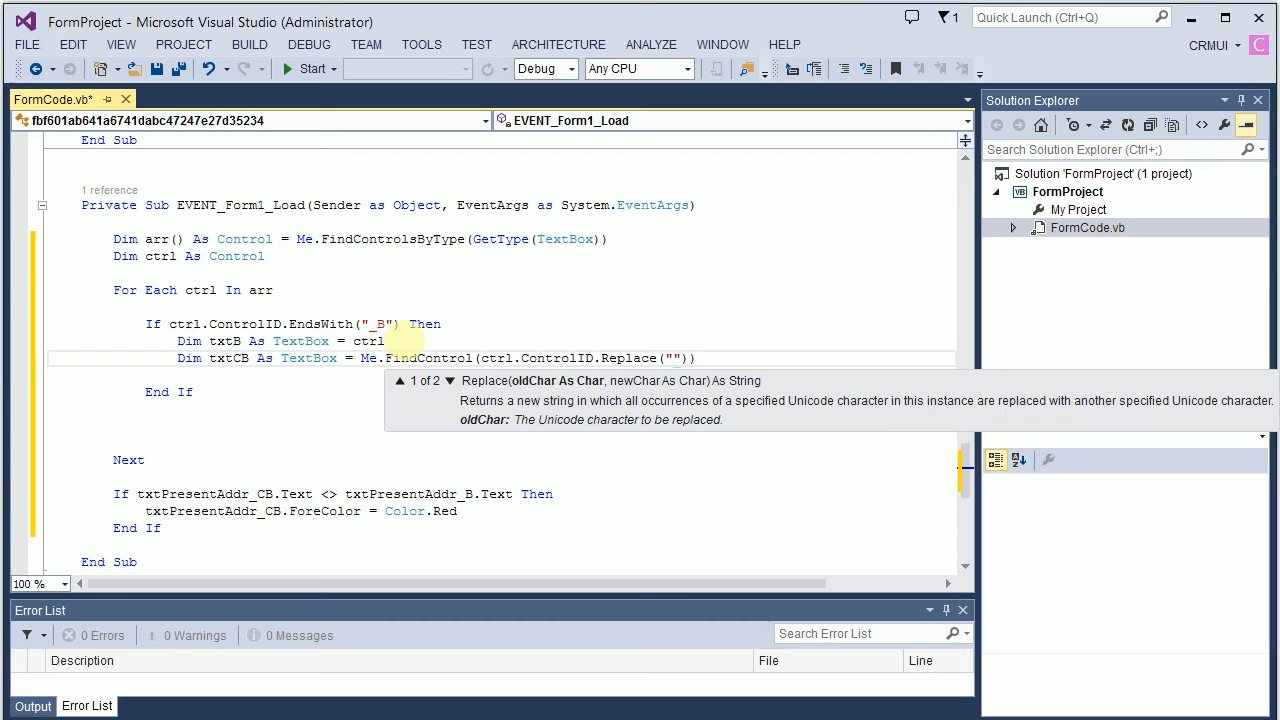 FormProject - Microsoft Visual Studio (Administrator)
1
Quick Launch (Ctrl+Q)
FILE EDIT VIEW PROJECT BUILD DEBUG TEAM TOOLS TEST ARCHITECTURE ANALYZE WINDOW HELP
CRMUI
C
Start
Debug
Any CPU
FormCode.vb*
fbf601ab641a6741dabc47247e27d35234
EVENT_Form1_Load
End Sub
1 reference
Private Sub EVENT_Form1_Load(Sender as Object, EventArgs as System.EventArgs)
Dim arr() As Control = Me.FindControlsByType(GetType(TextBox))
Dim ctrl As Control
For Each ctrl In arr
If ctrl.ControlID.EndsWith("_B") Then
Dim txtB As TextBox = ctrl
Dim txtCB As TextBox = Me.FindControl(ctrl.ControlID.Replace("_"))
1 of 2 Replace(oldChar As Char, newChar As Char) As String
Returns a new string in which all occurrences of a specified Unicode character in this instance are replaced with another specified Unicode character.
oldChar: The Unicode character to be replaced.
End If
Next
If txtPresentAddr_CB.Text <> txtPresentAddr_B.Text Then
txtPresentAddr_CB.ForeColor = Color.Red
End If
End Sub
100 %
Solution Explorer
Search Solution Explorer (Ctrl+;)
Solution 'FormProject' (1 project)
VB FormProject
My Project
FormCode.vb
Error List
0 Errors
0 Warnings
0 Messages
Search Error List
Description
File
Line
Output
Error List